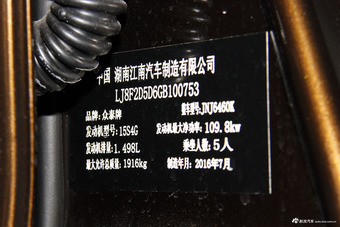 中国 湖南江南汽车制造有限公司
LJ8F2D5D6GB100753
品牌:众泰牌 整车型号:JNJ6460K
发动机型号:15S4G 发动机最大净功率:109.8kw
发动机排量:1.498L 乘坐人数:5人
最大允许总质量:1916kg 制造年月:2016年7月